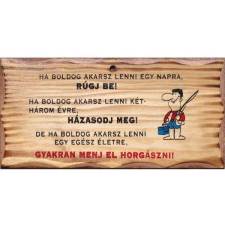 HA BOLDOG AKARSZ LENNI EGY NAPRA,
RÚGJ BE!
HA BOLDOG AKARSZ LENNI KÉT-
HÁROM ÉVRE,
HÁZASODJ MEG!
DE HA BOLDOG AKARSZ LENNI
EGY EGÉSZ ÉLETRE,
GYAKRAN MENJ EL HORGÁSZNI!